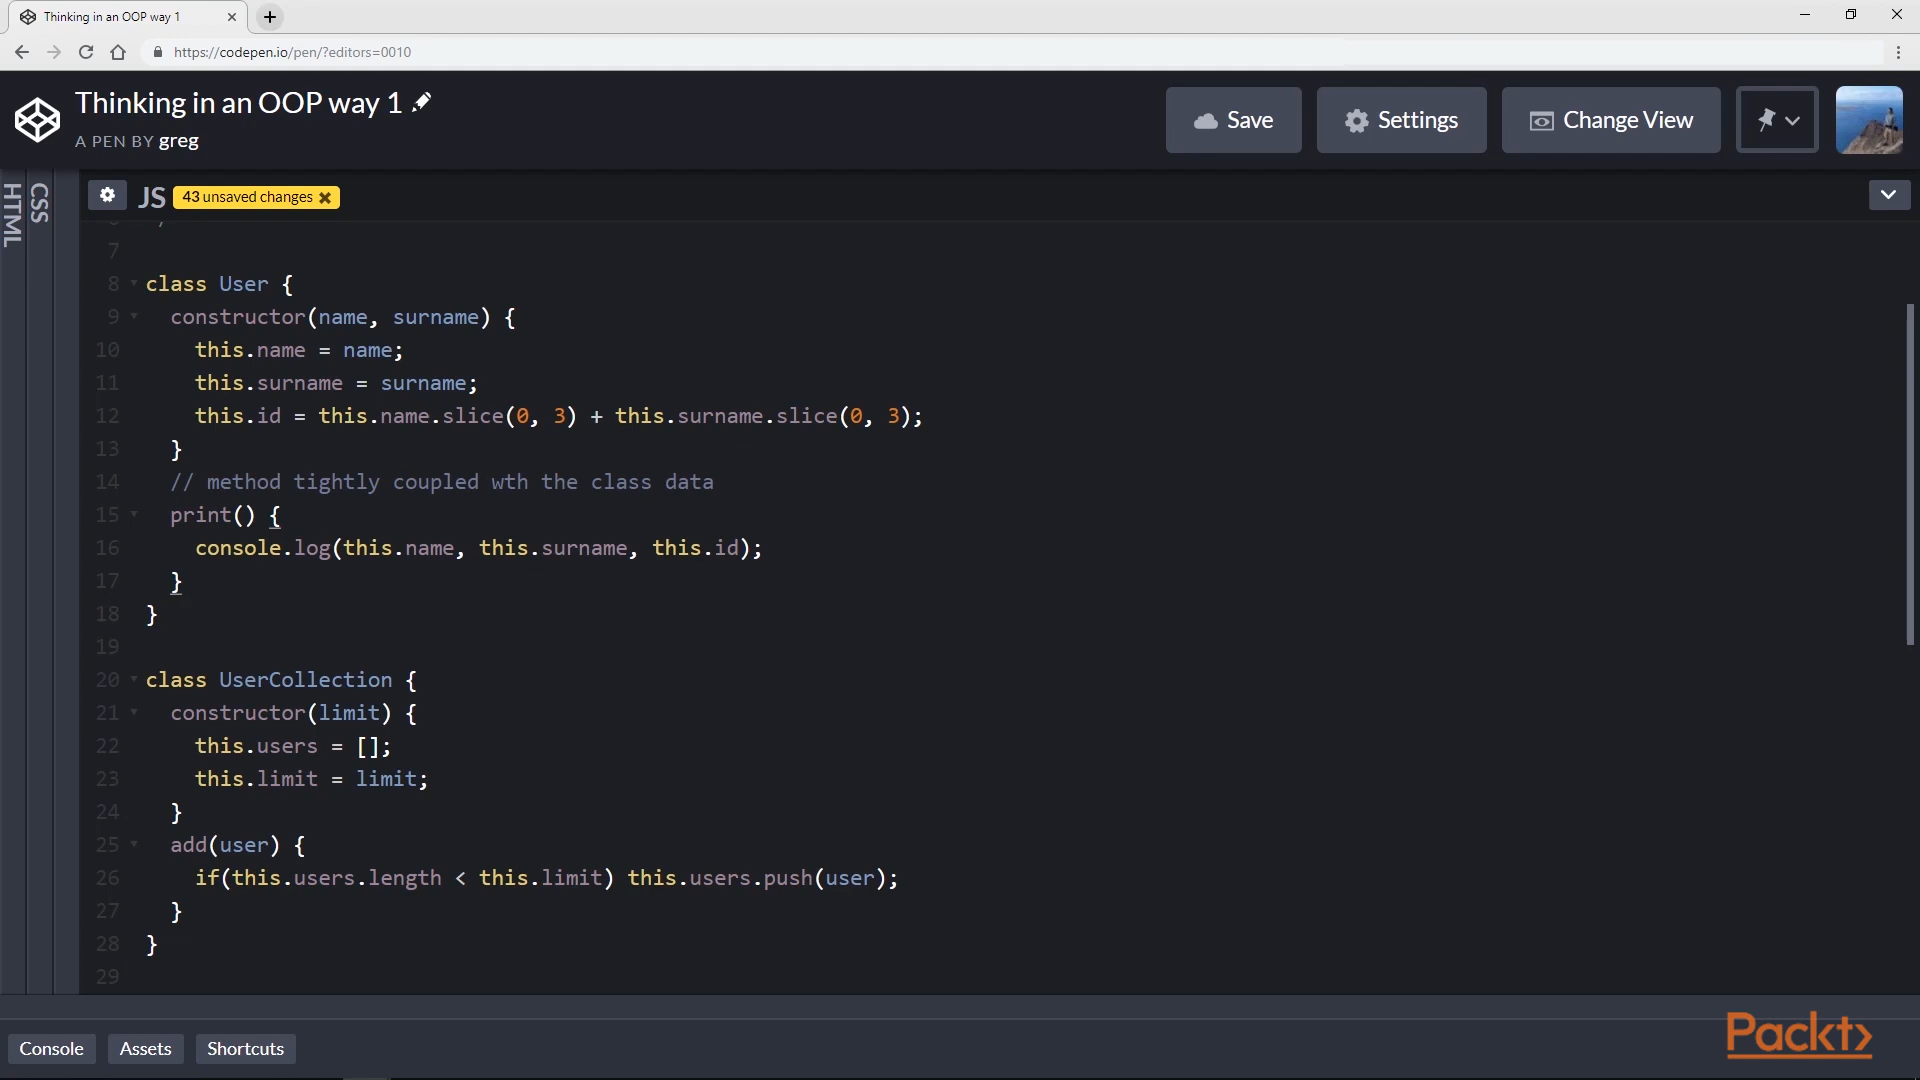 Thinking in an OOP way 1
https://codepen.io/pen/?editors=0010
Thinking in an OOP way 1
A PEN BY greg
Save
Settings
Change View
HTML
CSS
JS
43 unsaved changes
7
8 class User {
9 constructor(name, surname) {
10 this.name = name;
11 this.surname = surname;
12 this.id = this.name.slice(0, 3) + this.surname.slice(0, 3);
13 }
14 // method tightly coupled wth the class data
15 print() {
16 console.log(this.name, this.surname, this.id);
17 }
18 }
19
20 class UserCollection {
21 constructor(limit) {
22 this.users = [];
23 this.limit = limit;
24 }
25 add(user) {
26 if(this.users.length < this.limit) this.users.push(user);
27 }
28 }
29
Console
Assets
Shortcuts
Packt>